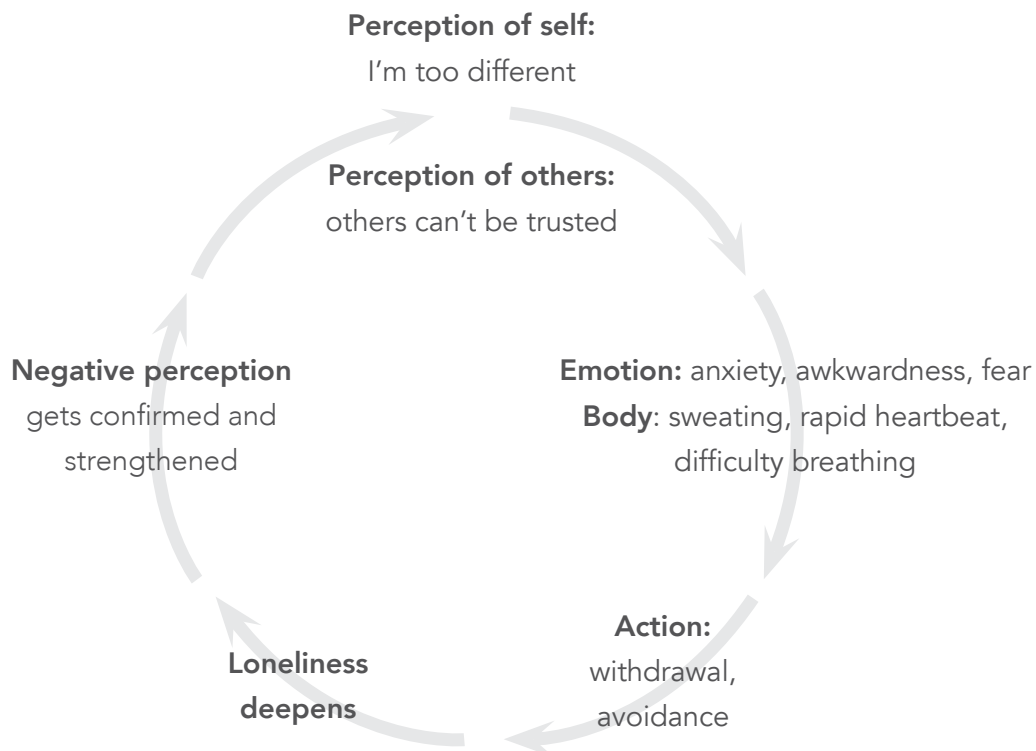 Perception of self:
I'm too different
Perception of others:
others can't be trusted
Emotion: anxiety, awkwardness, fear
Body: sweating, rapid heartbeat,
difficulty breathing
Action:
withdrawal,
avoidance
Loneliness
deepens
Negative perception
gets confirmed and
strengthened